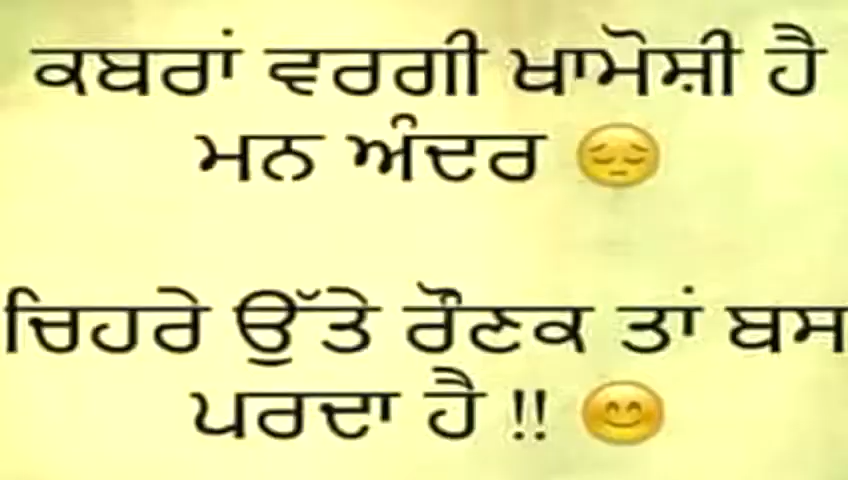 ਕਬਰਾਂ ਵਰਗੀ ਖਾਮੋਸ਼ੀ ਹੈ
ਮਨ ਅੰਦਰ 😔
ਚਿਹਰੇ ਉੱਤੇ ਰੌਣਕ ਤਾਂ ਬਸ
ਪਰਦਾ ਹੈ !! 😊